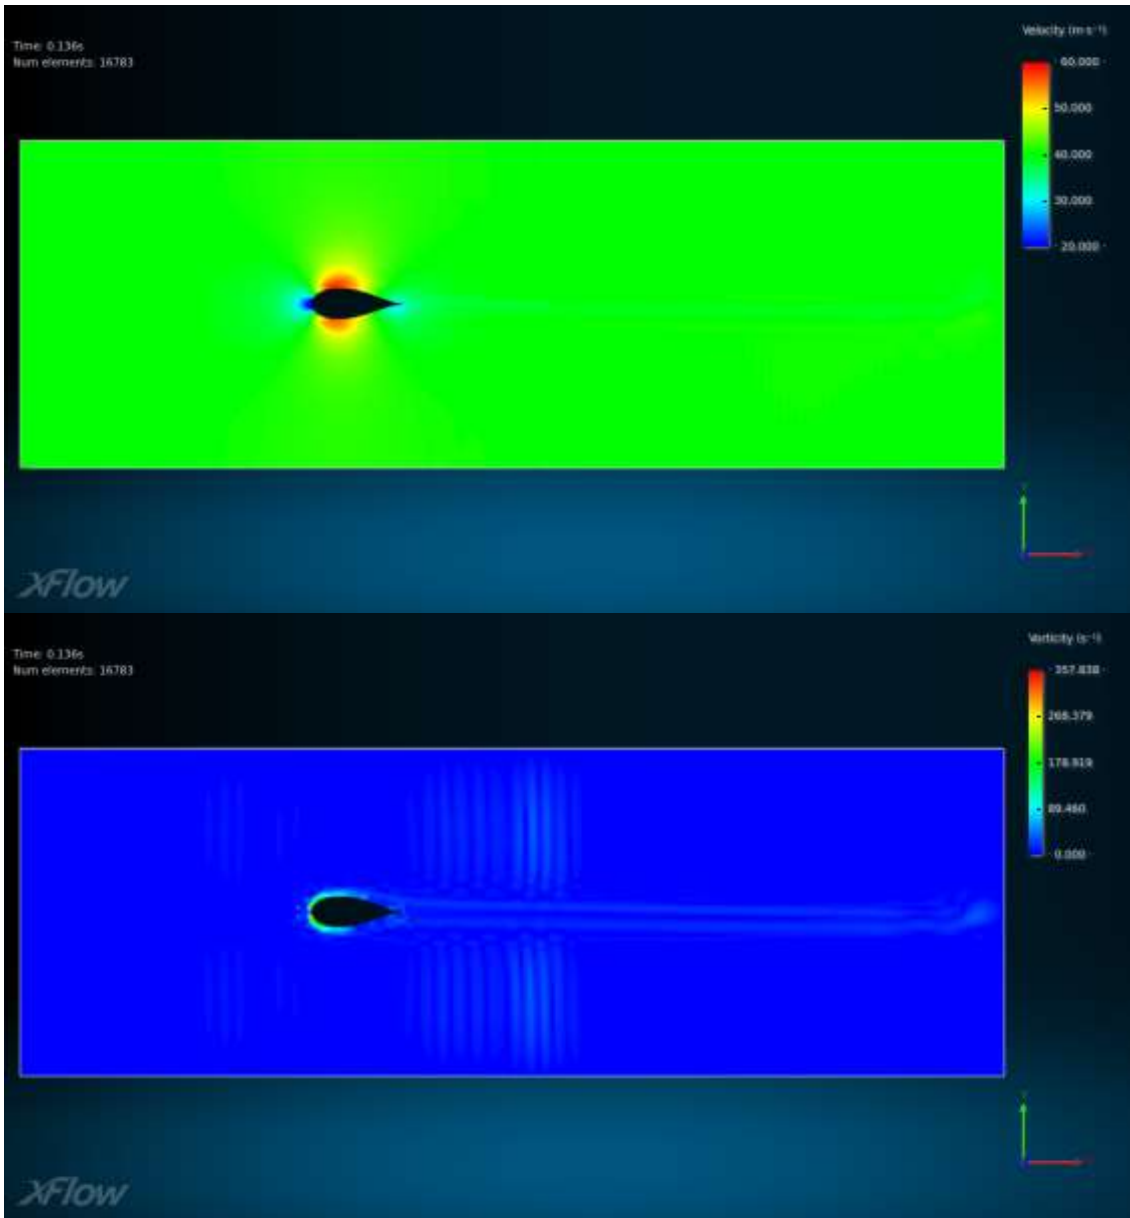 Velocity (m·s⁻¹)
Time: 0.136s
Num elements: 16783
60.000
50.000
40.000
30.000
20.000
Y
XFlow
Vorticity (s⁻¹)
Time: 0.136s
Num elements: 16783
357.838
268.379
178.919
89.460
0.000
Y
XFlow